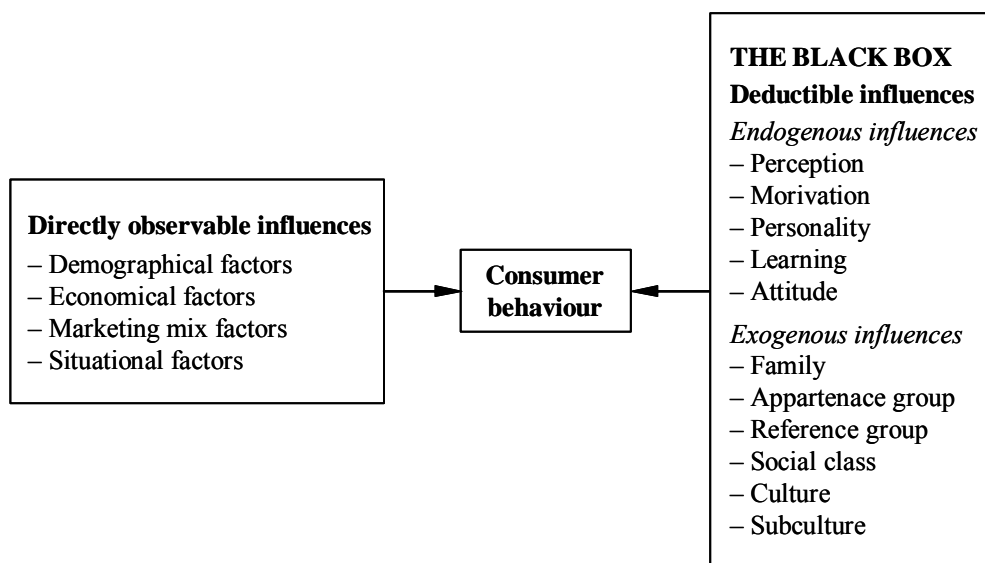 Directly observable influences
– Demographical factors
– Economical factors
– Marketing mix factors
– Situational factors
Consumer
behaviour
THE BLACK BOX
Deductible influences
Endogenous influences
– Perception
– Morivation
– Personality
– Learning
– Attitude
Exogenous influences
– Family
– Appartenace group
– Reference group
– Social class
– Culture
– Subculture